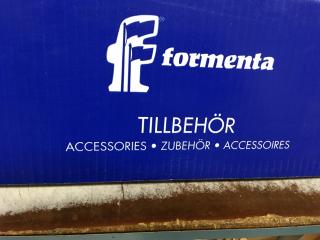 formenta
TILLBEHÖR
ACCESSORIES • ZUBEHÖR • ACCESSOIRES